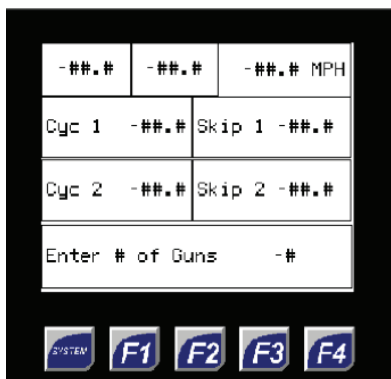 -##.# -##.# -##.# MPH
Cyc 1 -##.# Skip 1 -##.#
Cyc 2 -##.# Skip 2 -##.#
Enter # of Guns -#
SYSTEM F1 F2 F3 F4